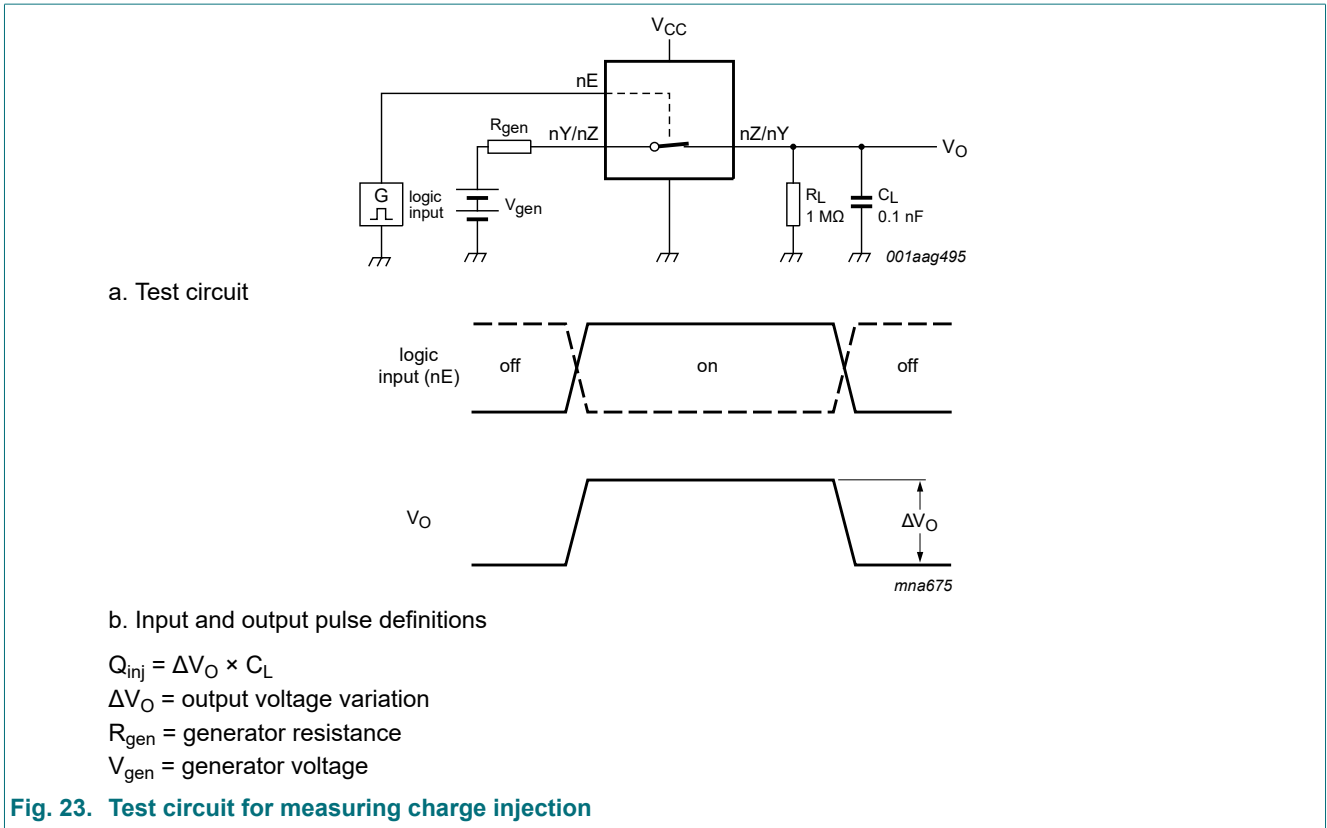 VCC
nE
Rgen
nY/nZ
nZ/nY
VO
G
logic
input
Vgen
RL
1 MΩ
CL
0.1 nF
001aag495
a. Test circuit
logic
input (nE)
off
on
off
VO
ΔVO
mna675
b. Input and output pulse definitions
Qinj = ΔVO × CL
ΔVO = output voltage variation
Rgen = generator resistance
Vgen = generator voltage
Fig. 23. Test circuit for measuring charge injection